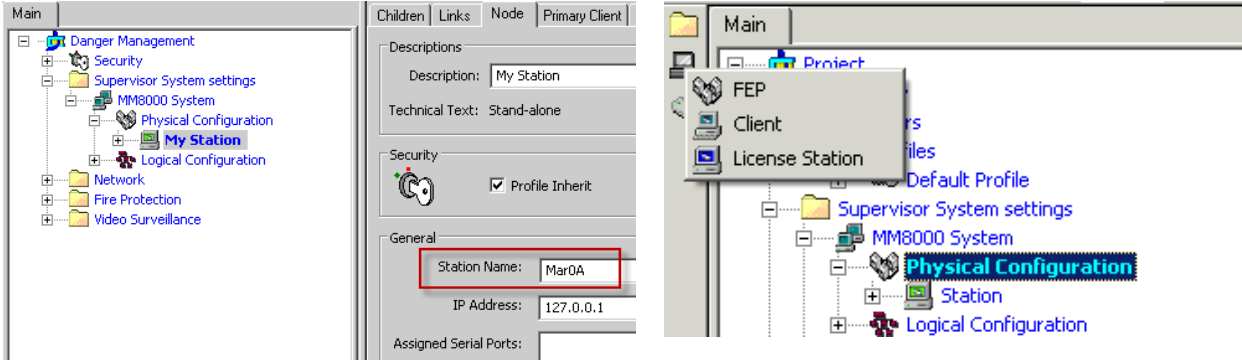 Main
Danger Management
Security
Supervisor System settings
MM8000 System
Physical Configuration
My Station
Logical Configuration
Network
Fire Protection
Video Surveillance
Children Links Node Primary Client
Descriptions
Description: My Station
Technical Text: Stand-alone
Security
Profile Inherit
General
Station Name: Mar0A
IP Address: 127.0.0.1
Assigned Serial Ports:
Main
Project
FEP
Client
License Station
Default Profile
Supervisor System settings
MM8000 System
Physical Configuration
Station
Logical Configuration